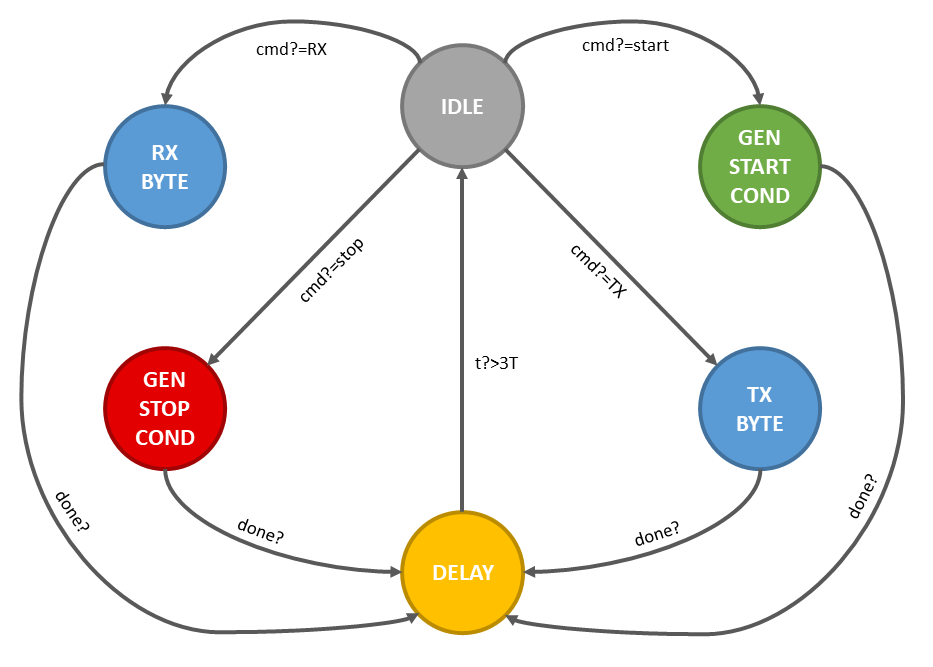 cmd?=RX
cmd?=start
IDLE
RX
BYTE
GEN
START
COND
cmd?=stop
cmd?=TX
t?>3T
GEN
STOP
COND
TX
BYTE
done?
done?
done?
done?
DELAY